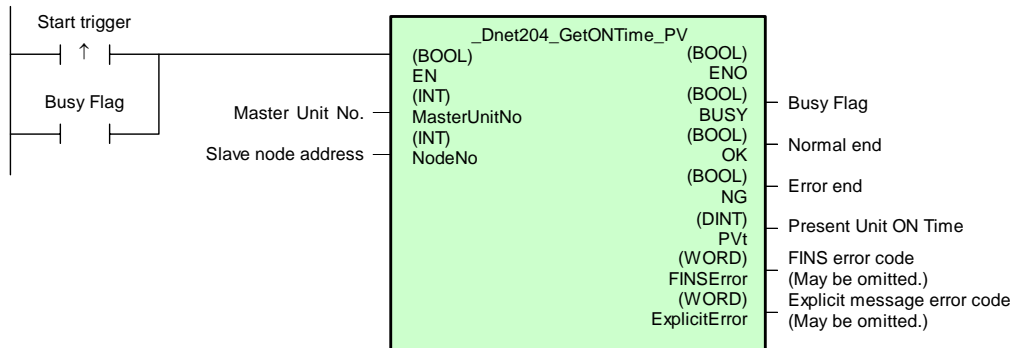 Start trigger
↑
Busy Flag
Master Unit No.
Slave node address
_Dnet204_GetONTime_PV
(BOOL)
EN
(INT)
MasterUnitNo
(INT)
NodeNo
(BOOL)
ENO
(BOOL)
BUSY
(BOOL)
OK
(BOOL)
NG
(DINT)
PVt
(WORD)
FINSError
(WORD)
ExplicitError
Busy Flag
Normal end
Error end
Present Unit ON Time
FINS error code
(May be omitted.)
Explicit message error code
(May be omitted.)